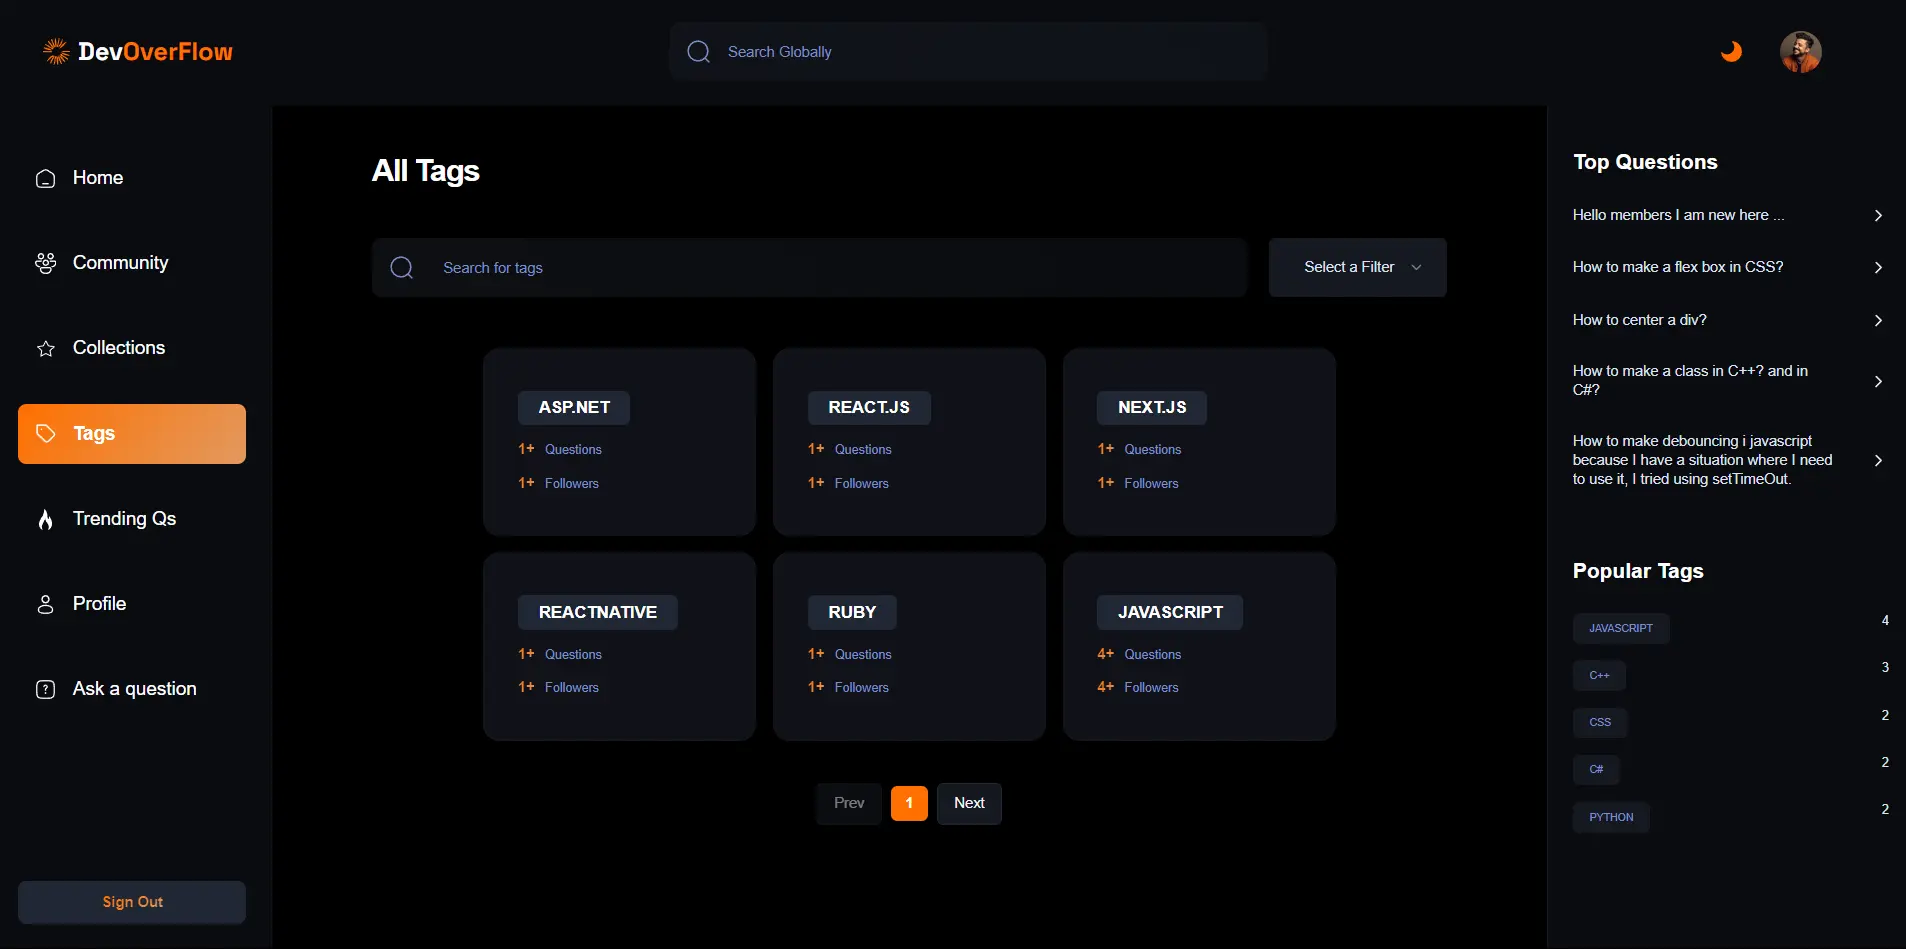 DevOverFlow
Search Globally
Home
Community
Collections
Tags
Trending Qs
Profile
Ask a question
Sign Out
All Tags
Search for tags
Select a Filter
ASP.NET
1+ Questions
1+ Followers
REACT.JS
1+ Questions
1+ Followers
NEXT.JS
1+ Questions
1+ Followers
REACTNATIVE
1+ Questions
1+ Followers
RUBY
1+ Questions
1+ Followers
JAVASCRIPT
4+ Questions
4+ Followers
Prev
1
Next
Top Questions
Hello members I am new here ...
How to make a flex box in CSS?
How to center a div?
How to make a class in C++? and in
C#?
How to make debouncing i javascript
because I have a situation where I need
to use it, I tried using setTimeOut.
Popular Tags
JAVASCRIPT 4
C++ 3
CSS 2
C# 2
PYTHON 2